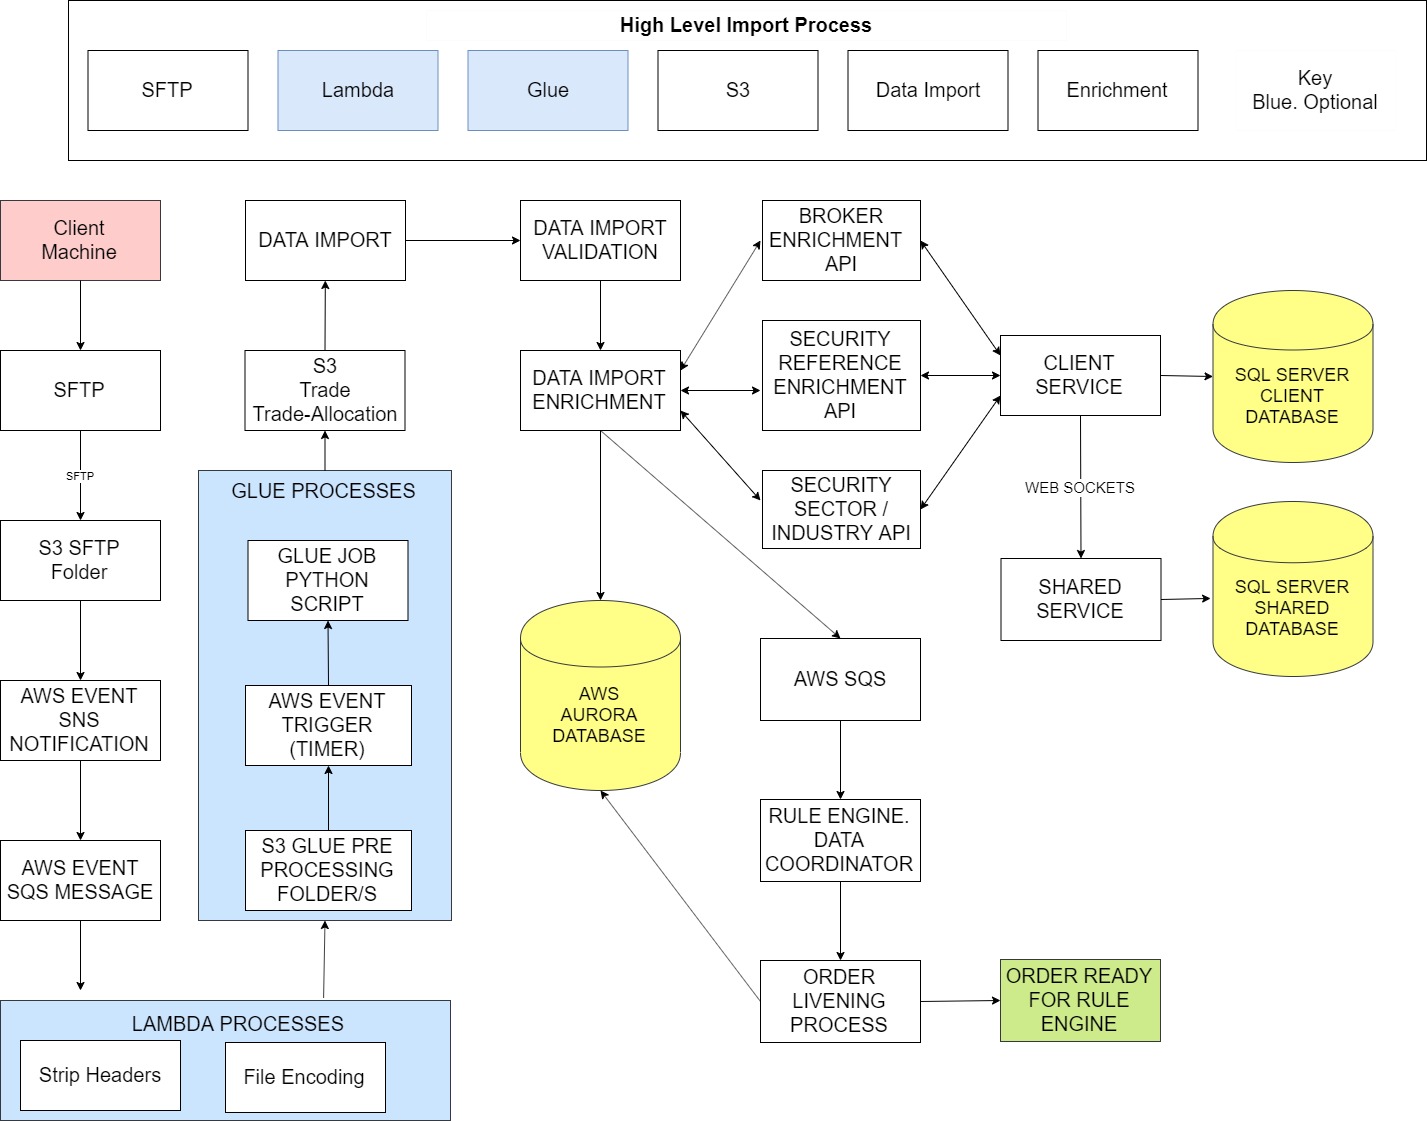 High Level Import Process
SFTP
Lambda
Glue
S3
Data Import
Enrichment
Key
Blue. Optional
Client
Machine
SFTP
SFTP
S3 SFTP
Folder
AWS EVENT
SNS
NOTIFICATION
AWS EVENT
SQS MESSAGE
LAMBDA PROCESSES
Strip Headers
File Encoding
GLUE PROCESSES
GLUE JOB
PYTHON
SCRIPT
AWS EVENT
TRIGGER
(TIMER)
S3 GLUE PRE
PROCESSING
FOLDER/S
S3
Trade
Trade-Allocation
DATA IMPORT
DATA IMPORT
VALIDATION
DATA IMPORT
ENRICHMENT
AWS
AURORA
DATABASE
BROKER
ENRICHMENT
API
SECURITY
REFERENCE
ENRICHMENT
API
SECURITY
SECTOR /
INDUSTRY API
CLIENT
SERVICE
SQL SERVER
CLIENT
DATABASE
WEB SOCKETS
SHARED
SERVICE
SQL SERVER
SHARED
DATABASE
AWS SQS
RULE ENGINE.
DATA
COORDINATOR
ORDER
LIVENING
PROCESS
ORDER READY
FOR RULE
ENGINE